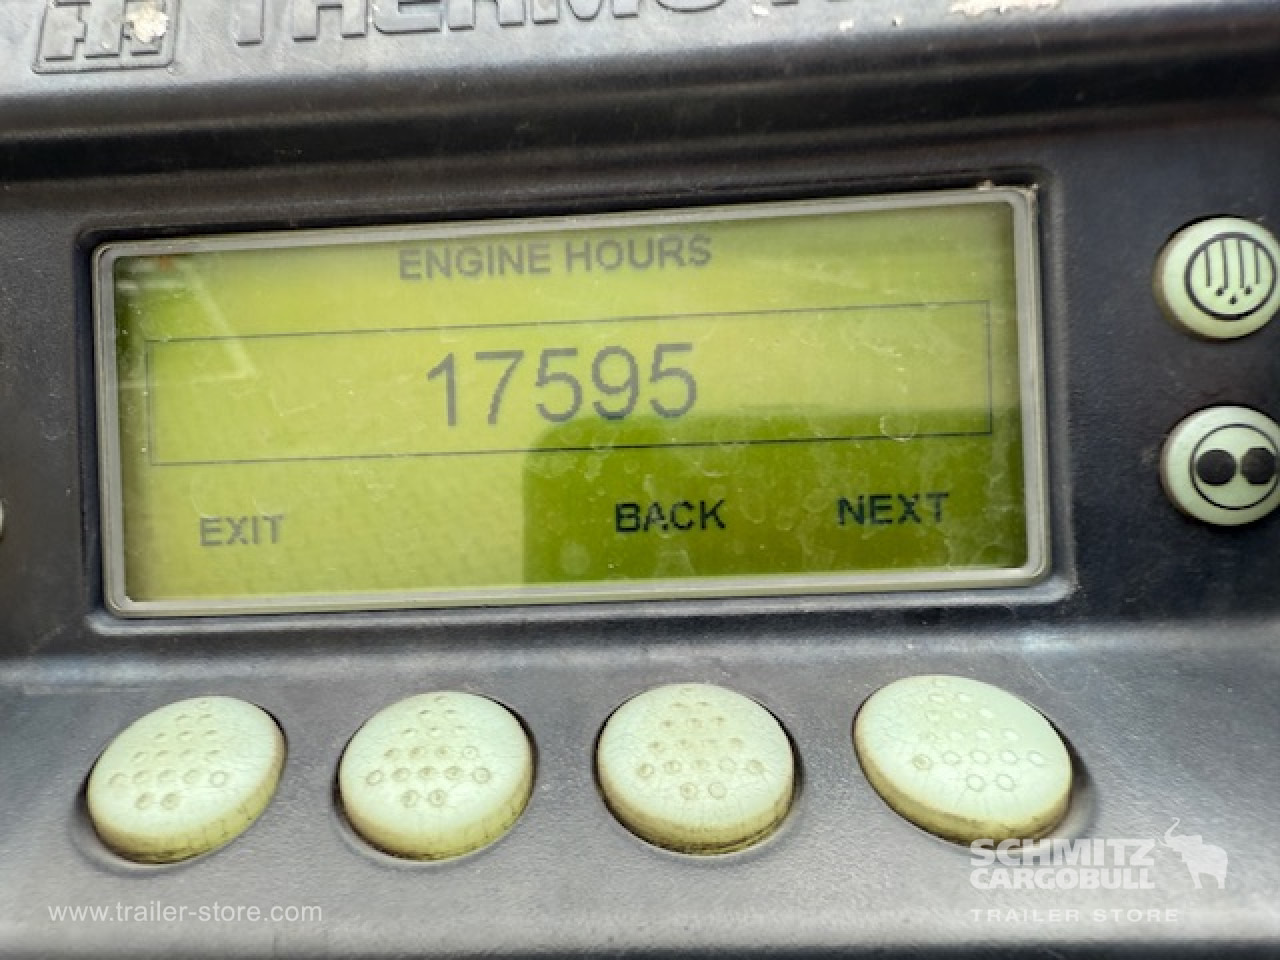 ENGINE HOURS
17595
EXIT BACK NEXT
SCHMITZ
CARGOBULL
TRAILER STORE
www.trailer-store.com